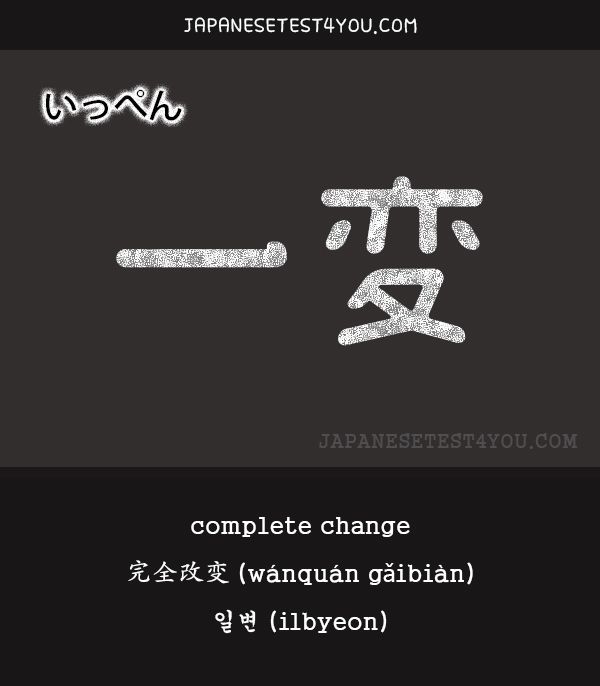 JAPANESETEST4YOU.COM
いっぺん
一変
JAPANESETEST4YOU.COM
complete change
完全改变 (wánquán gǎibiàn)
일변 (ilbyeon)